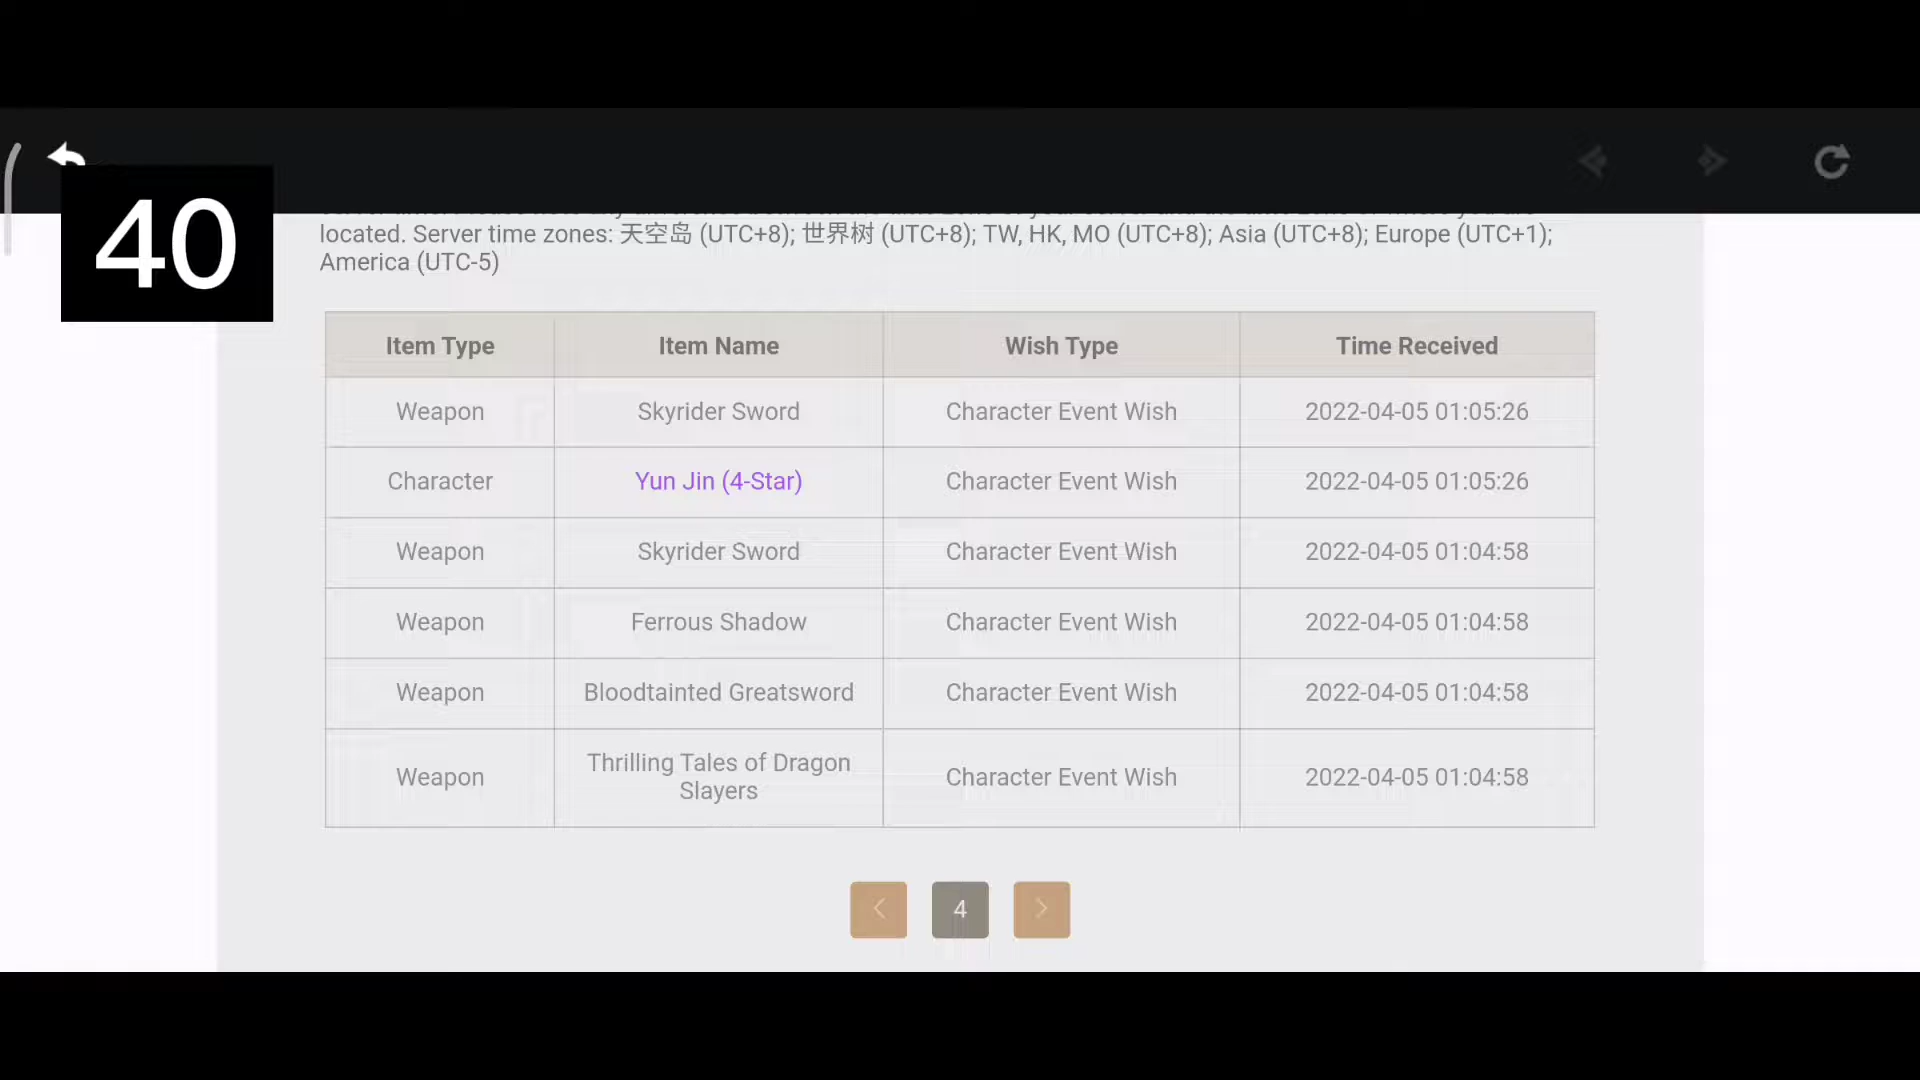 40
located. Server time zones: 天空岛 (UTC+8); 世界树 (UTC+8); TW, HK, MO (UTC+8); Asia (UTC+8); Europe (UTC+1);
America (UTC-5)
Item Type Item Name Wish Type Time Received
Weapon Skyrider Sword Character Event Wish 2022-04-05 01:05:26
Character Yun Jin (4-Star) Character Event Wish 2022-04-05 01:05:26
Weapon Skyrider Sword Character Event Wish 2022-04-05 01:04:58
Weapon Ferrous Shadow Character Event Wish 2022-04-05 01:04:58
Weapon Bloodtainted Greatsword Character Event Wish 2022-04-05 01:04:58
Weapon Thrilling Tales of Dragon Character Event Wish 2022-04-05 01:04:58
Slayers
4